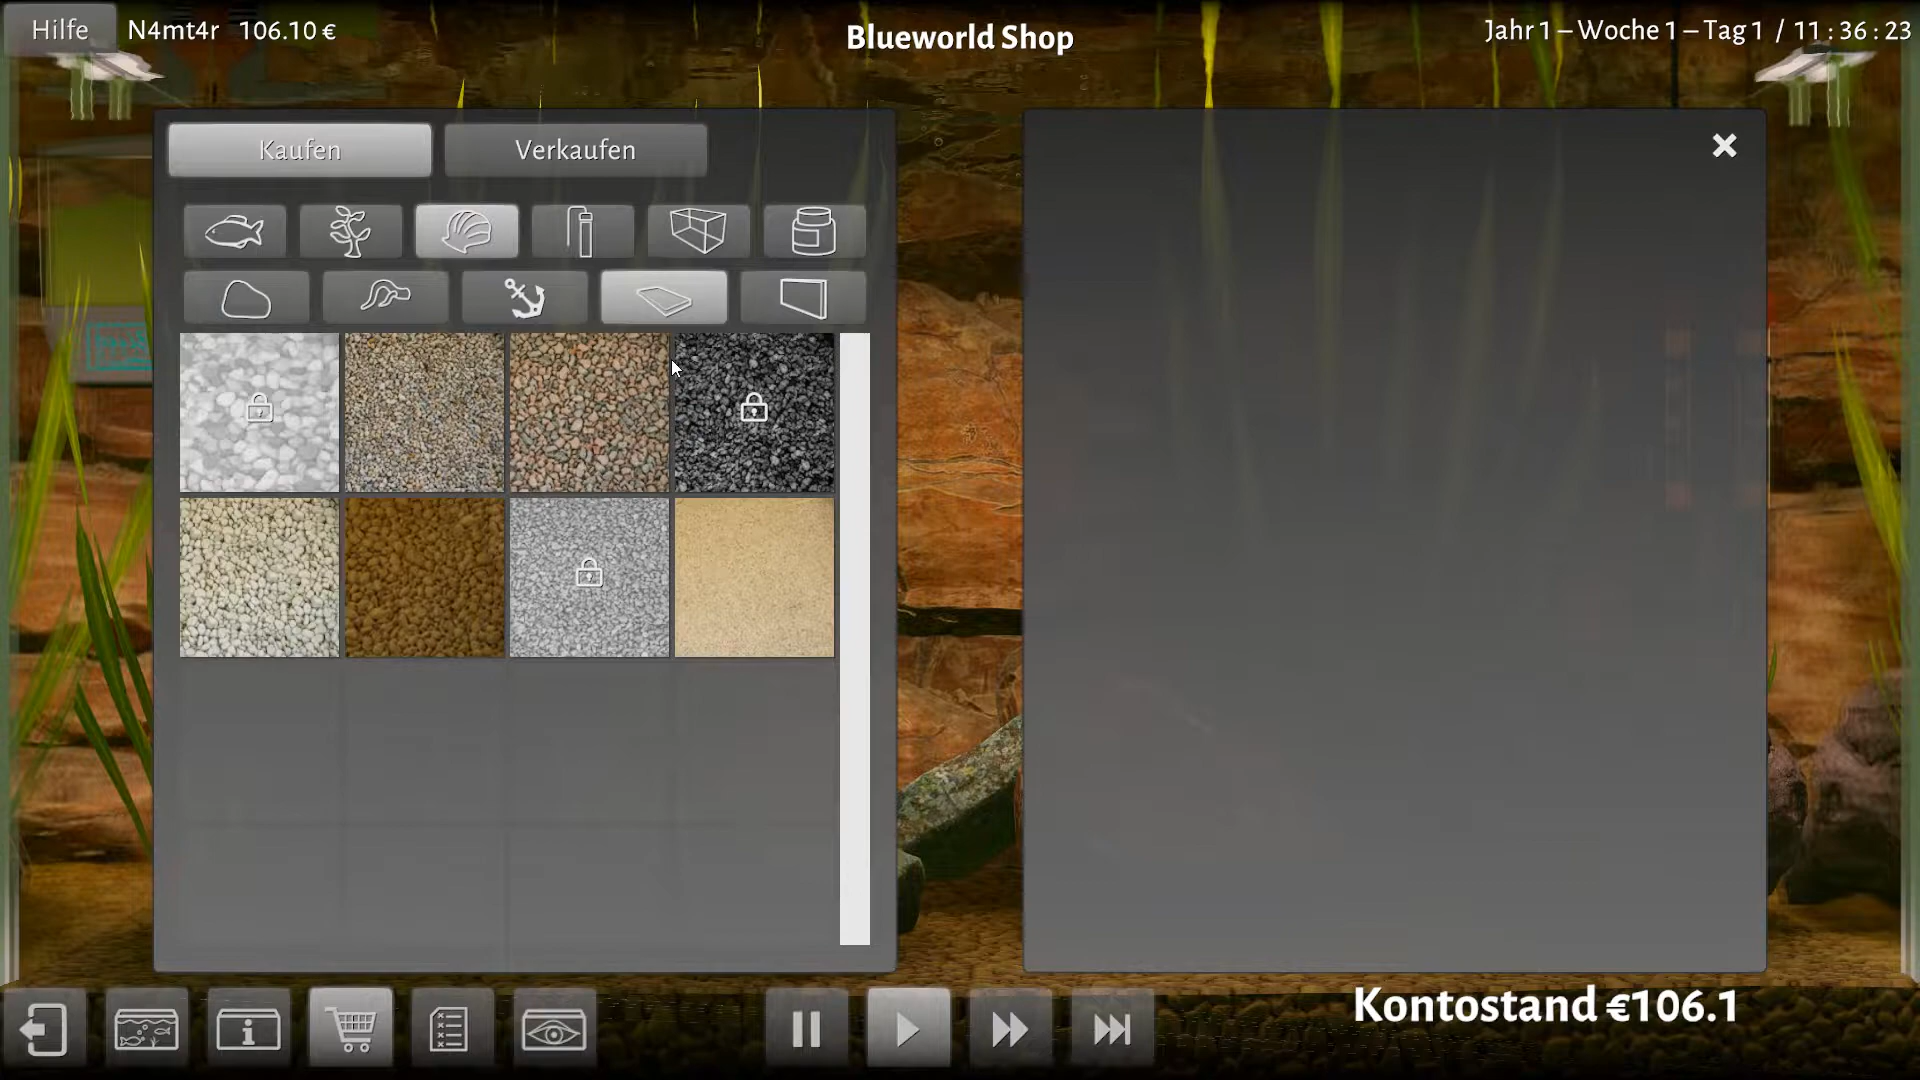 Hilfe N4mt4r 106.10 €
Blueworld Shop
Jahr 1 – Woche 1 – Tag 1 / 11 : 36 : 23
Kaufen
Verkaufen
Kontostand €106.1